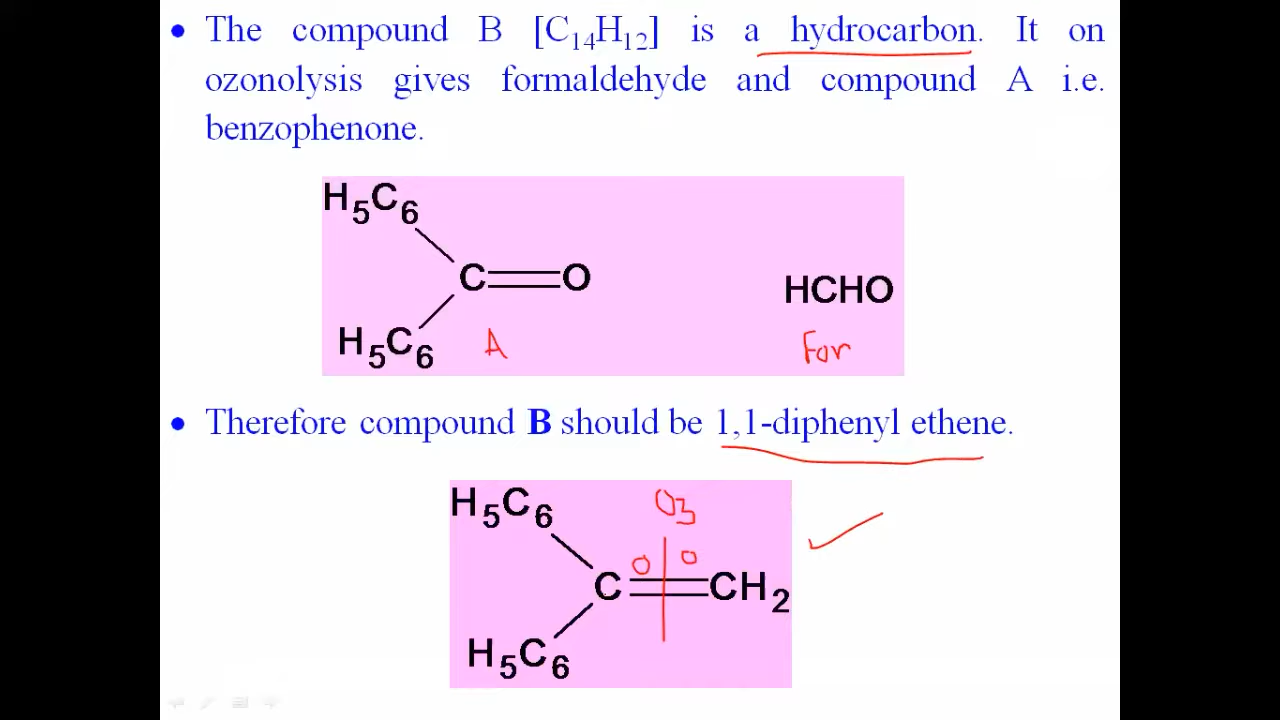 • The compound B [C₁₄H₁₂] is a hydrocarbon. It on
ozonolysis gives formaldehyde and compound A i.e.
benzophenone.
H₅C₆
C=O
HCHO
H₅C₆
A
For
• Therefore compound B should be 1,1-diphenyl ethene.
H₅C₆
O₃
O O
C=CH₂
H₅C₆